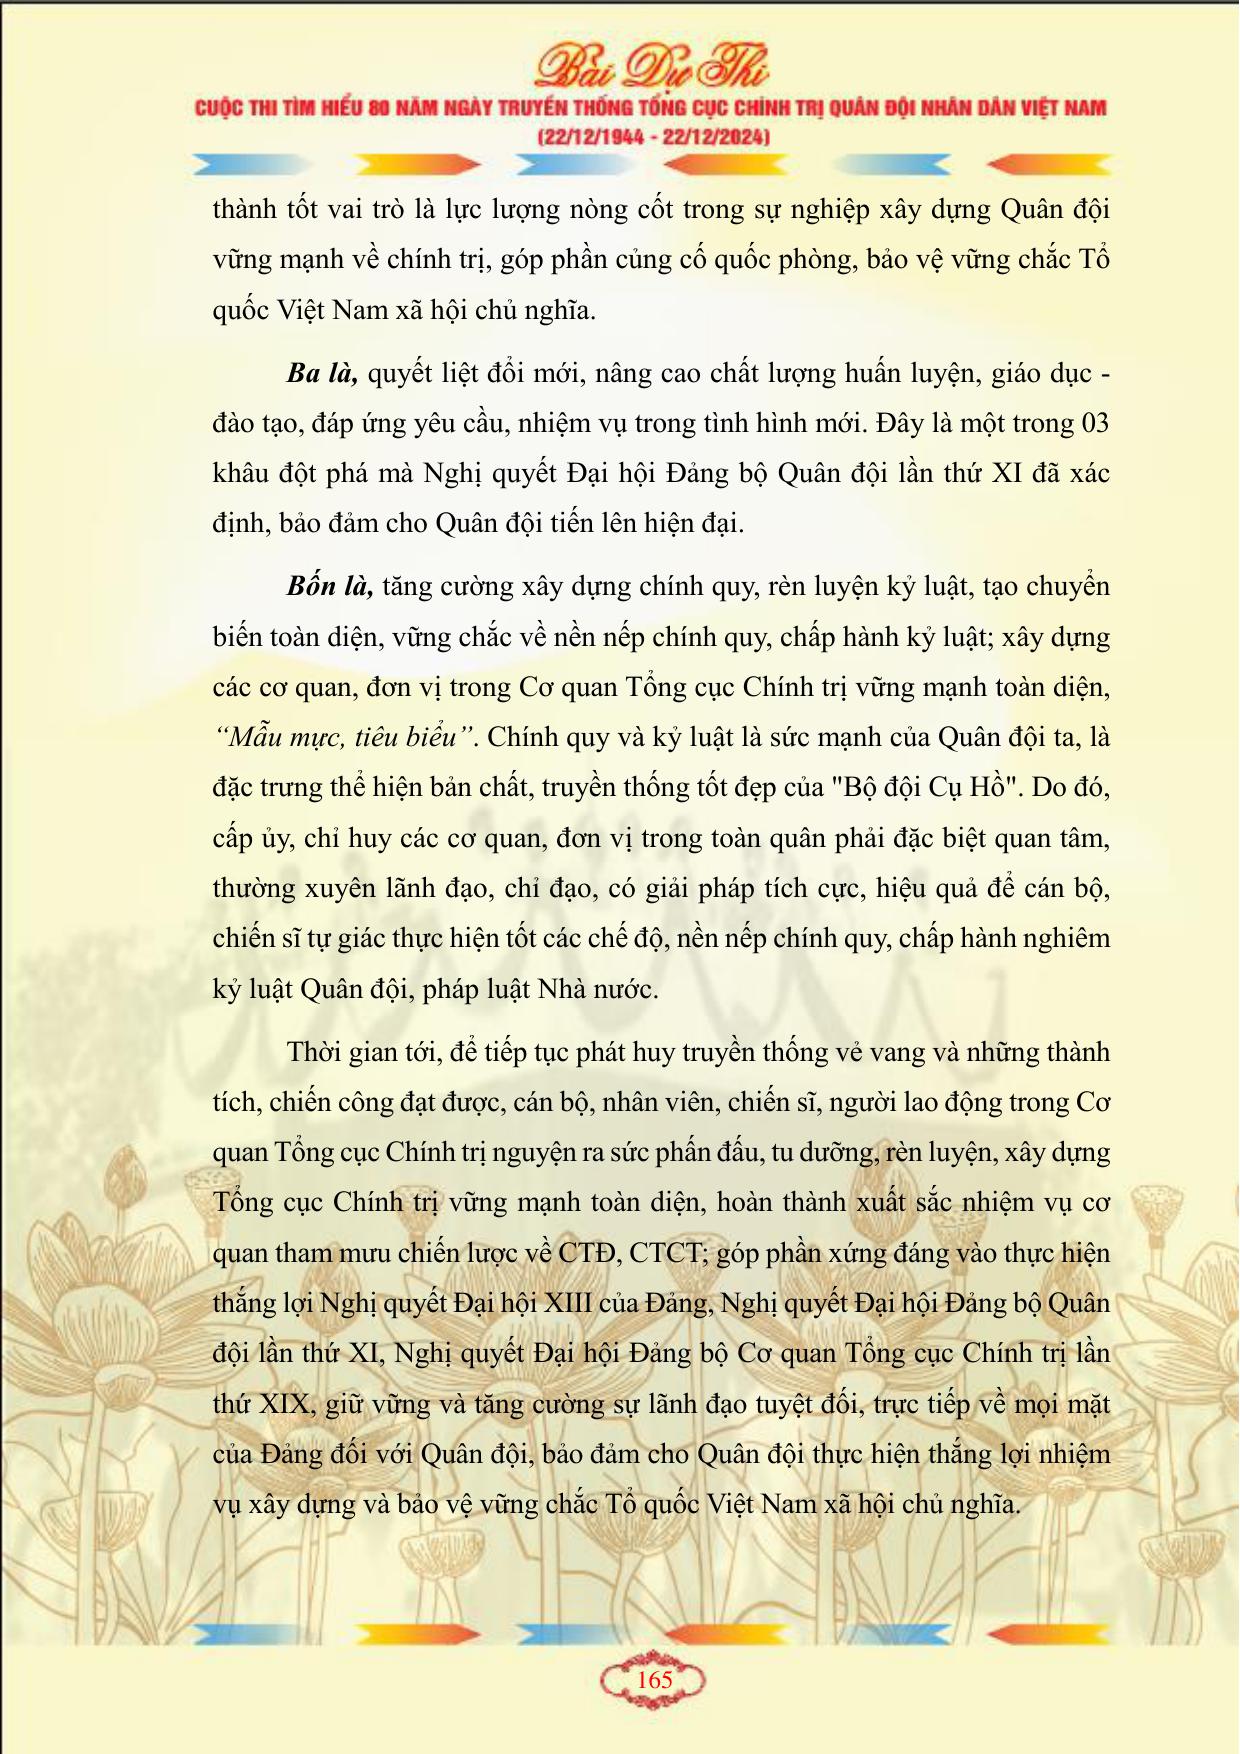 Bài Dự Thi
CUỘC THI TÌM HIỂU 80 NĂM NGÀY TRUYỀN THỐNG TỔNG CỤC CHÍNH TRỊ QUÂN ĐỘI NHÂN DÂN VIỆT NAM
(22/12/1944 - 22/12/2024)
thành tốt vai trò là lực lượng nòng cốt trong sự nghiệp xây dựng Quân đội
vững mạnh về chính trị, góp phần củng cố quốc phòng, bảo vệ vững chắc Tổ
quốc Việt Nam xã hội chủ nghĩa.
Ba là, quyết liệt đổi mới, nâng cao chất lượng huấn luyện, giáo dục -
đào tạo, đáp ứng yêu cầu, nhiệm vụ trong tình hình mới. Đây là một trong 03
khâu đột phá mà Nghị quyết Đại hội Đảng bộ Quân đội lần thứ XI đã xác
định, bảo đảm cho Quân đội tiến lên hiện đại.
Bốn là, tăng cường xây dựng chính quy, rèn luyện kỷ luật, tạo chuyển
biến toàn diện, vững chắc về nền nếp chính quy, chấp hành kỷ luật; xây dựng
các cơ quan, đơn vị trong Cơ quan Tổng cục Chính trị vững mạnh toàn diện,
“Mẫu mực, tiêu biểu”. Chính quy và kỷ luật là sức mạnh của Quân đội ta, là
đặc trưng thể hiện bản chất, truyền thống tốt đẹp của "Bộ đội Cụ Hồ". Do đó,
cấp ủy, chỉ huy các cơ quan, đơn vị trong toàn quân phải đặc biệt quan tâm,
thường xuyên lãnh đạo, chỉ đạo, có giải pháp tích cực, hiệu quả để cán bộ,
chiến sĩ tự giác thực hiện tốt các chế độ, nền nếp chính quy, chấp hành nghiêm
kỷ luật Quân đội, pháp luật Nhà nước.
Thời gian tới, để tiếp tục phát huy truyền thống vẻ vang và những thành
tích, chiến công đạt được, cán bộ, nhân viên, chiến sĩ, người lao động trong Cơ
quan Tổng cục Chính trị nguyện ra sức phấn đấu, tu dưỡng, rèn luyện, xây dựng
Tổng cục Chính trị vững mạnh toàn diện, hoàn thành xuất sắc nhiệm vụ cơ
quan tham mưu chiến lược về CTĐ, CTCT; góp phần xứng đáng vào thực hiện
thắng lợi Nghị quyết Đại hội XIII của Đảng, Nghị quyết Đại hội Đảng bộ Quân
đội lần thứ XI, Nghị quyết Đại hội Đảng bộ Cơ quan Tổng cục Chính trị lần
thứ XIX, giữ vững và tăng cường sự lãnh đạo tuyệt đối, trực tiếp về mọi mặt
của Đảng đối với Quân đội, bảo đảm cho Quân đội thực hiện thắng lợi nhiệm
vụ xây dựng và bảo vệ vững chắc Tổ quốc Việt Nam xã hội chủ nghĩa.
165